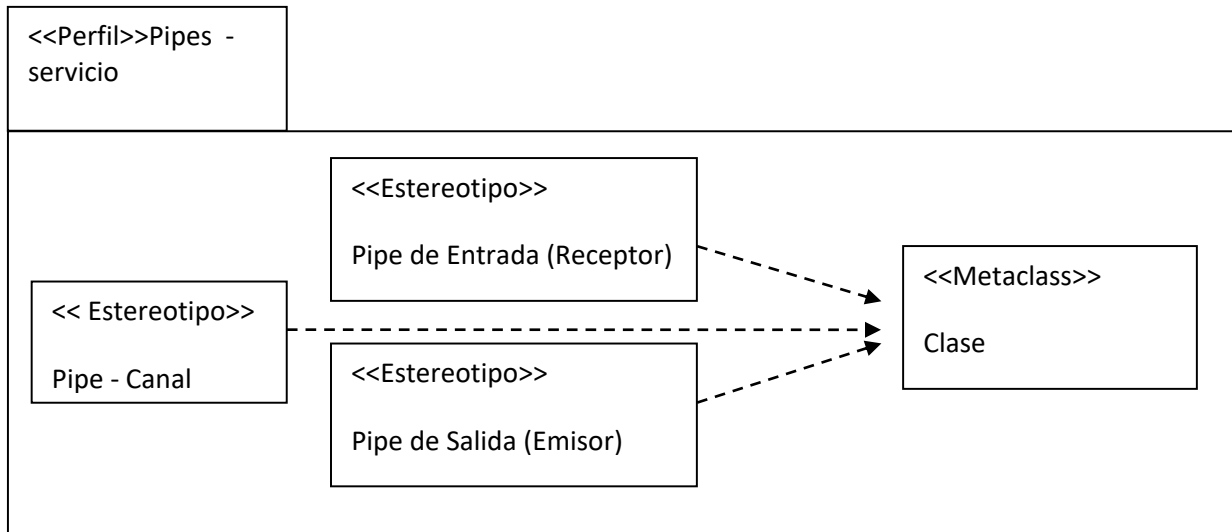 <<Perfil>>Pipes -
servicio
<<Estereotipo>>
Pipe de Entrada (Receptor)
<<Metaclass>>
Clase
<< Estereotipo>>
Pipe - Canal
<<Estereotipo>>
Pipe de Salida (Emisor)